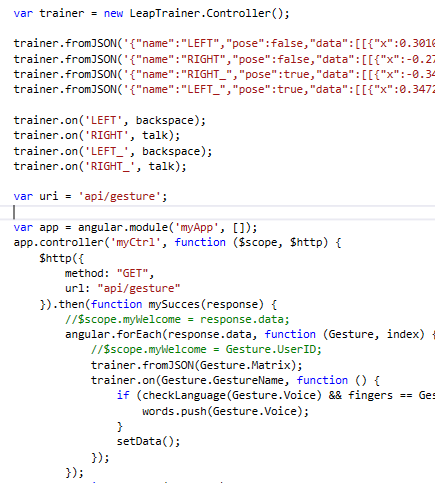 var trainer = new LeapTrainer.Controller();
trainer.fromJSON('{"name":"LEFT","pose":false,"data":[[{"x":0.3010
trainer.fromJSON('{"name":"RIGHT","pose":false,"data":[[{"x":-0.27
trainer.fromJSON('{"name":"RIGHT_","pose":true,"data":[[{"x":-0.34
trainer.fromJSON('{"name":"LEFT_","pose":true,"data":[[{"x":0.3472
trainer.on('LEFT', backspace);
trainer.on('RIGHT', talk);
trainer.on('LEFT_', backspace);
trainer.on('RIGHT_', talk);
var uri = 'api/gesture';
var app = angular.module('myApp', []);
app.controller('myCtrl', function ($scope, $http) {
$http({
method: "GET",
url: "api/gesture"
}).then(function mySucces(response) {
//$scope.myWelcome = response.data;
angular.forEach(response.data, function (Gesture, index) {
//$scope.myWelcome = Gesture.UserID;
trainer.fromJSON(Gesture.Matrix);
trainer.on(Gesture.GestureName, function () {
if (checkLanguage(Gesture.Voice) && fingers == Ges
words.push(Gesture.Voice);
}
setData();
});
});